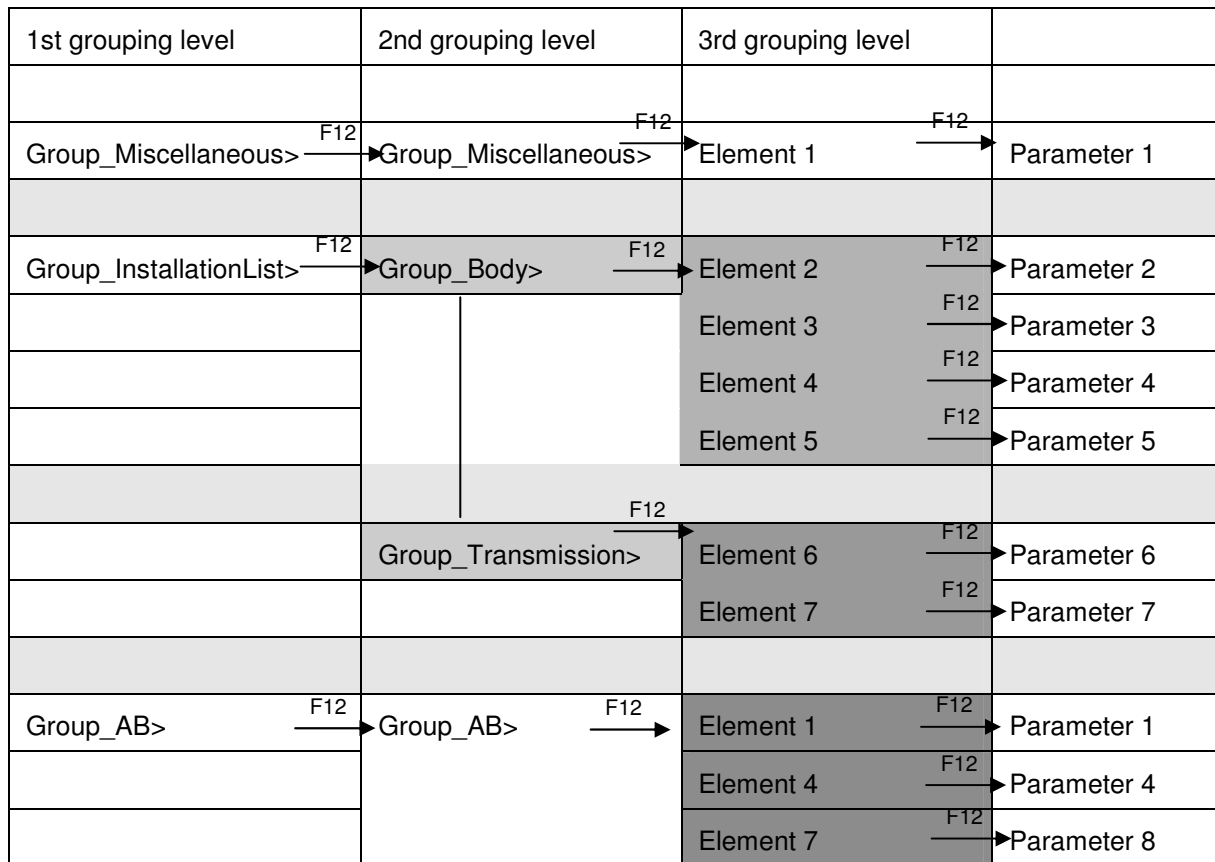 1st grouping level 2nd grouping level 3rd grouping level
F12 F12 F12
Group_Miscellaneous> Group_Miscellaneous> Element 1 Parameter 1
F12 F12 F12
Group_InstallationList> Group_Body> Element 2 Parameter 2
F12
Element 3 Parameter 3
F12
Element 4 Parameter 4
F12
Element 5 Parameter 5
F12 F12
Group_Transmission> Element 6 Parameter 6
F12
Element 7 Parameter 7
F12 F12 F12
Group_AB> Group_AB> Element 1 Parameter 1
F12
Element 4 Parameter 4
F12
Element 7 Parameter 8